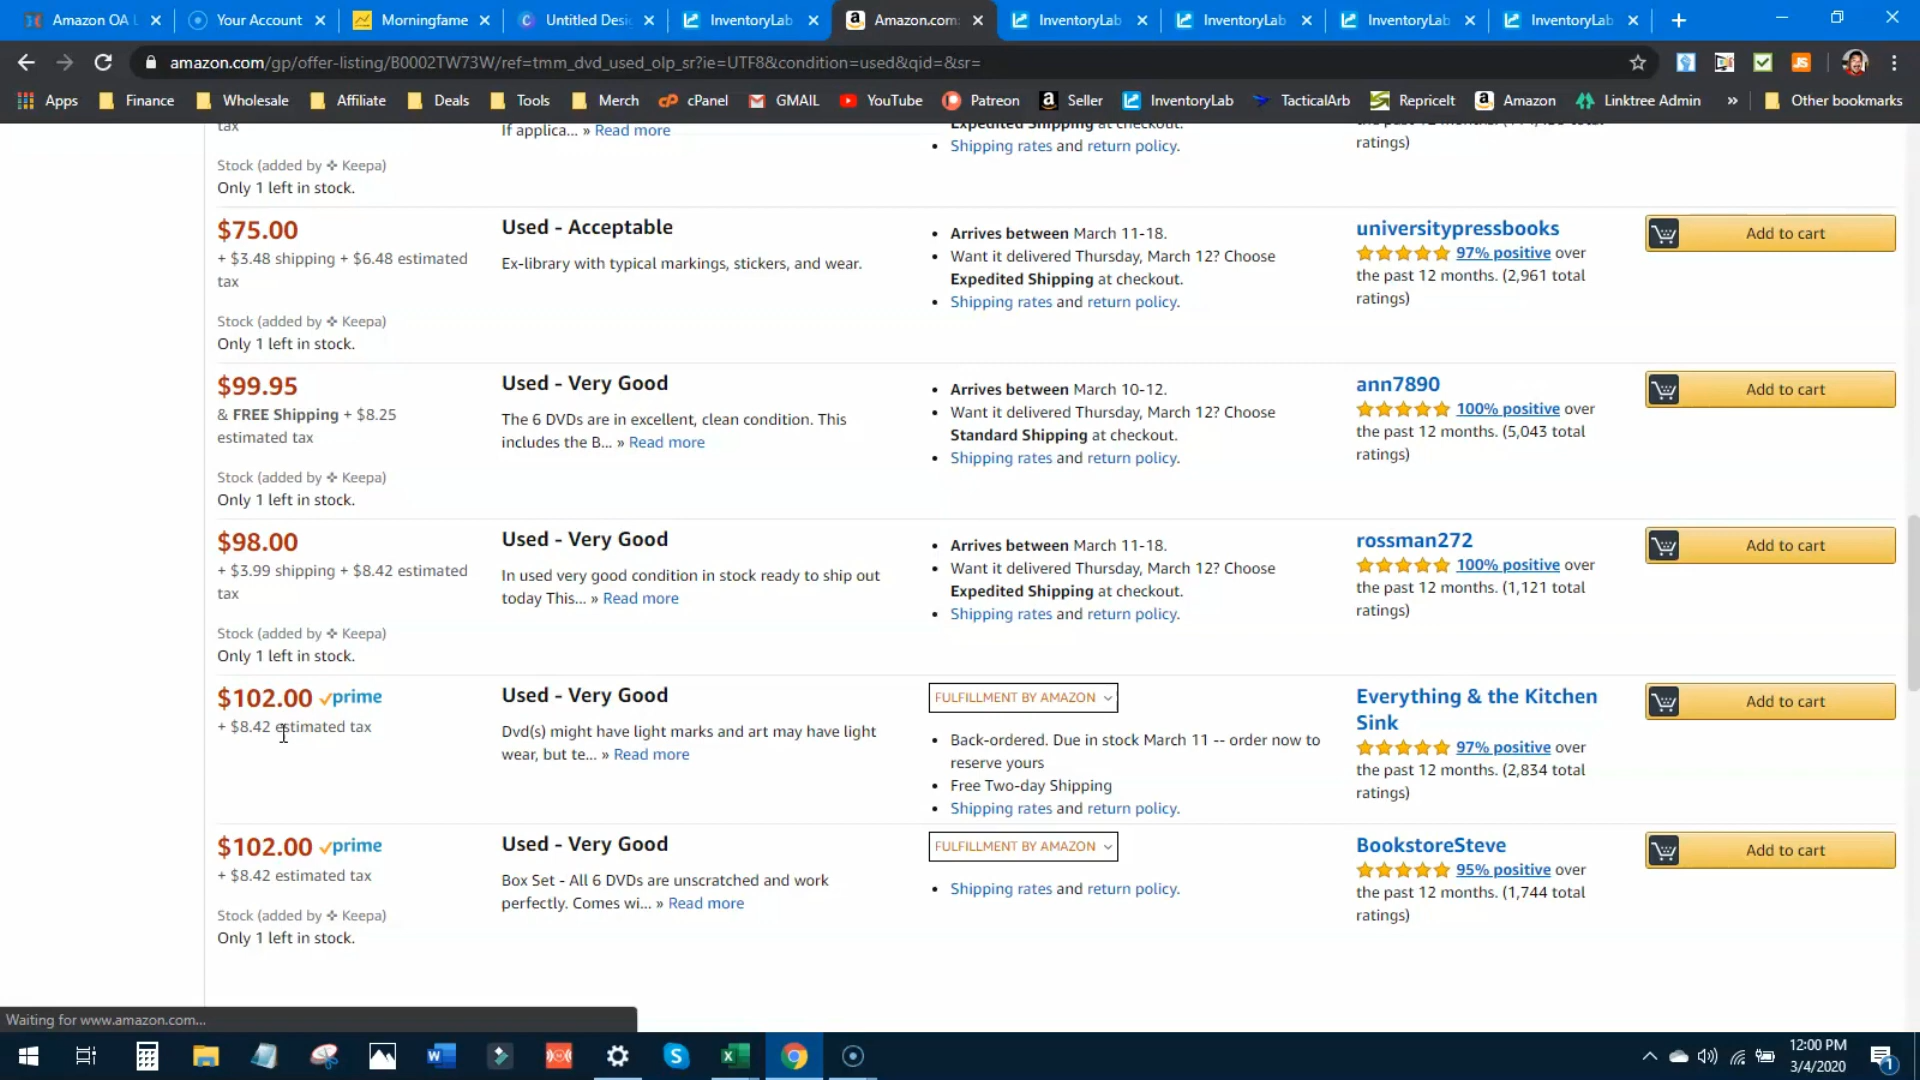 Amazon OA L
Your Account
Morningfame
Untitled Desi
InventoryLab
Amazon.com:
InventoryLab
InventoryLab
InventoryLab
InventoryLab
amazon.com/gp/offer-listing/B0002TW73W/ref=tmm_dvd_used_olp_sr?ie=UTF8&condition=used&qid=&sr=
Apps Finance Wholesale Affiliate Deals Tools Merch cPanel GMAIL YouTube Patreon Seller InventoryLab TacticalArb RepriceIt Amazon Linktree Admin » Other bookmarks
tax
Stock (added by Keepa)
Only 1 left in stock.
If applica... » Read more
Expedited Shipping at checkout.
Shipping rates and return policy.
ratings)
$75.00
+ $3.48 shipping + $6.48 estimated
tax
Stock (added by Keepa)
Only 1 left in stock.
Used - Acceptable
Ex-library with typical markings, stickers, and wear.
Arrives between March 11-18.
Want it delivered Thursday, March 12? Choose
Expedited Shipping at checkout.
Shipping rates and return policy.
universitypressbooks
97% positive over
the past 12 months. (2,961 total
ratings)
Add to cart
$99.95
& FREE Shipping + $8.25
estimated tax
Stock (added by Keepa)
Only 1 left in stock.
Used - Very Good
The 6 DVDs are in excellent, clean condition. This
includes the B... » Read more
Arrives between March 10-12.
Want it delivered Thursday, March 12? Choose
Standard Shipping at checkout.
Shipping rates and return policy.
ann7890
100% positive over
the past 12 months. (5,043 total
ratings)
Add to cart
$98.00
+ $3.99 shipping + $8.42 estimated
tax
Stock (added by Keepa)
Only 1 left in stock.
Used - Very Good
In used very good condition in stock ready to ship out
today This... » Read more
Arrives between March 11-18.
Want it delivered Thursday, March 12? Choose
Expedited Shipping at checkout.
Shipping rates and return policy.
rossman272
100% positive over
the past 12 months. (1,121 total
ratings)
Add to cart
$102.00 prime
+ $8.42 estimated tax
Used - Very Good
Dvd(s) might have light marks and art may have light
wear, but te... » Read more
FULFILLMENT BY AMAZON
Back-ordered. Due in stock March 11 -- order now to
reserve yours
Free Two-day Shipping
Shipping rates and return policy.
Everything & the Kitchen
Sink
97% positive over
the past 12 months. (2,834 total
ratings)
Add to cart
$102.00 prime
+ $8.42 estimated tax
Stock (added by Keepa)
Only 1 left in stock.
Used - Very Good
Box Set - All 6 DVDs are unscratched and work
perfectly. Comes wi... » Read more
FULFILLMENT BY AMAZON
Shipping rates and return policy.
BookstoreSteve
95% positive over
the past 12 months. (1,744 total
ratings)
Add to cart
Waiting for www.amazon.com...
12:00 PM
3/4/2020